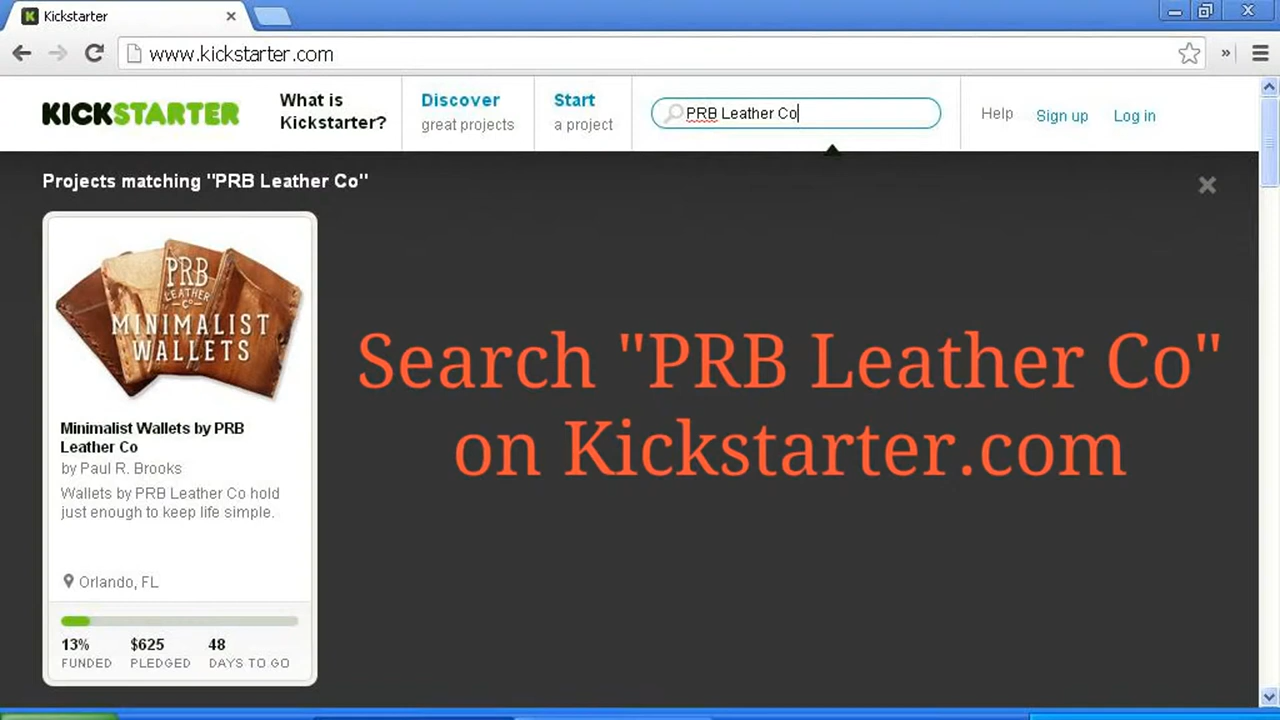 Kickstarter
www.kickstarter.com
KICKSTARTER
What is
Kickstarter?
Discover
great projects
Start
a project
PRB Leather Co
Help
Sign up
Log in
Projects matching "PRB Leather Co"
PRB
LEATHER
Co
MINIMALIST
WALLETS
Minimalist Wallets by PRB
Leather Co
by Paul R. Brooks
Wallets by PRB Leather Co hold
just enough to keep life simple.
Orlando, FL
13% $625 48
FUNDED PLEDGED DAYS TO GO
Search "PRB Leather Co"
on Kickstarter.com